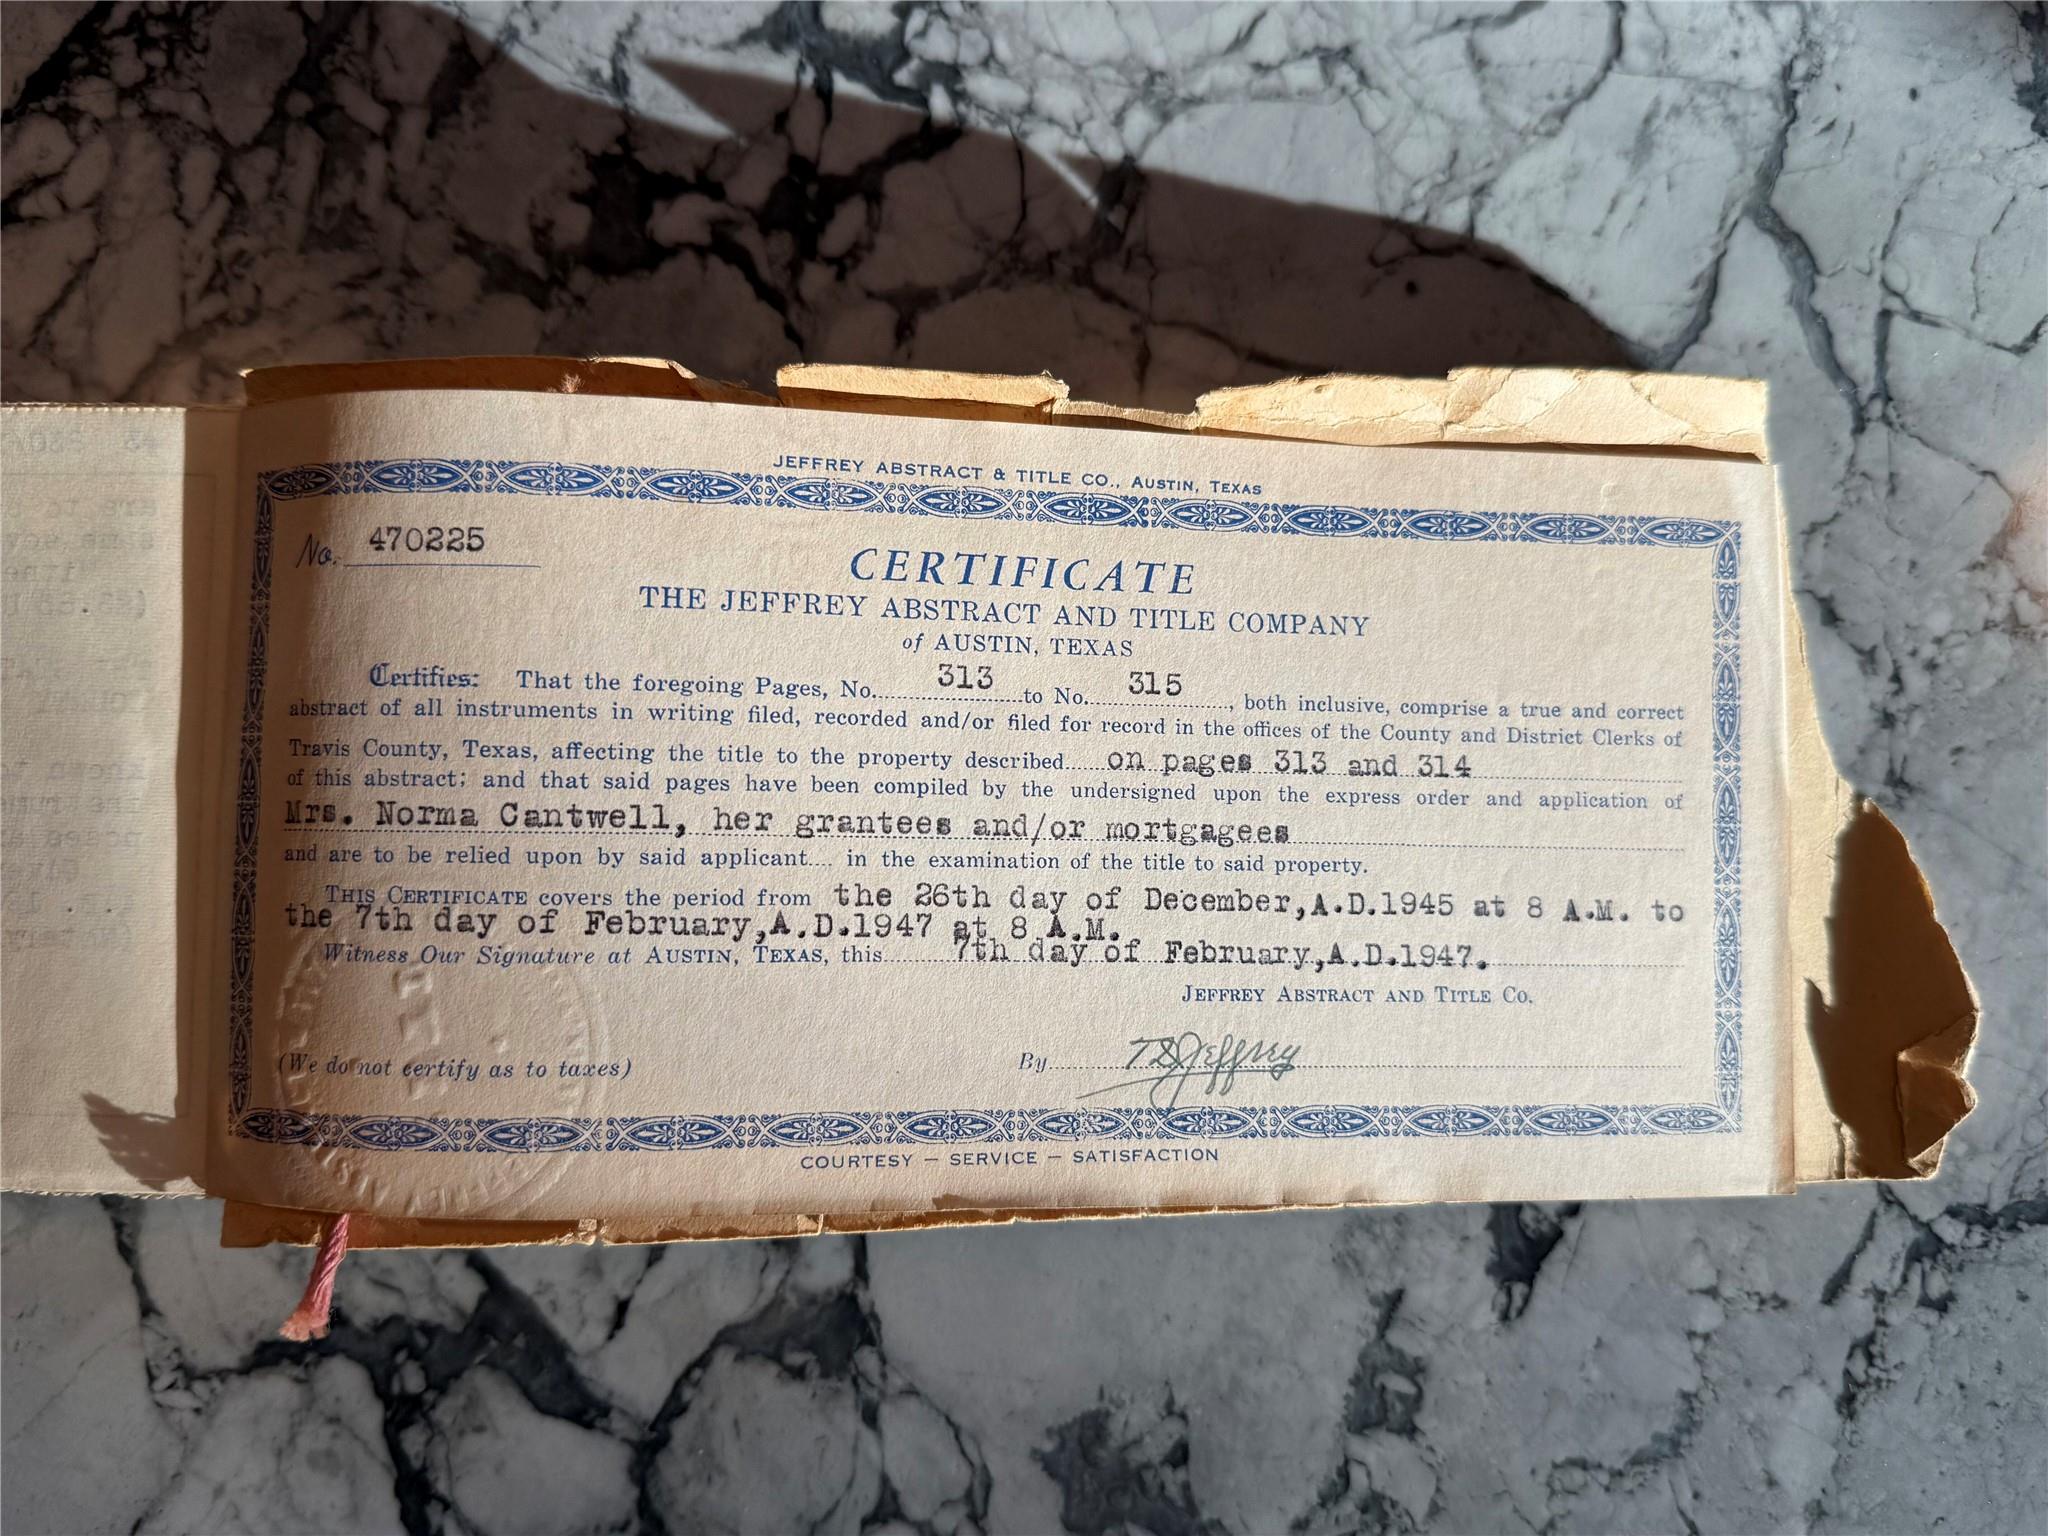 JEFFREY ABSTRACT & TITLE CO., AUSTIN, TEXAS
No. 470225
CERTIFICATE
THE JEFFREY ABSTRACT AND TITLE COMPANY
of AUSTIN, TEXAS
Certifies: That the foregoing Pages, No. 313 to No. 315, both inclusive, comprise a true and correct
abstract of all instruments in writing filed, recorded and/or filed for record in the offices of the County and District Clerks of
Travis County, Texas, affecting the title to the property described on pages 313 and 314
of this abstract; and that said pages have been compiled by the undersigned upon the express order and application of
Mrs. Norma Cantwell, her grantees and/or mortgagees
and are to be relied upon by said applicant.... in the examination of the title to said property.
THIS CERTIFICATE covers the period from the 26th day of December,A.D.1945 at 8 A.M. to
the 7th day of February,A.D.1947 at 8 A.M.
Witness Our Signature at AUSTIN, TEXAS, this 7th day of February,A.D.1947.
JEFFREY ABSTRACT AND TITLE CO.
(We do not certify as to taxes) By T S Jeffrey
COURTESY — SERVICE — SATISFACTION